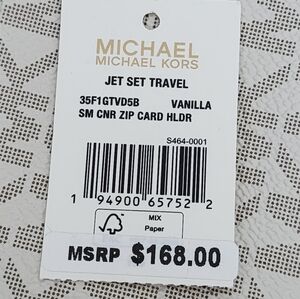 MICHAEL
MICHAEL KORS
JET SET TRAVEL
35F1GTVD5B VANILLA
SM CNR ZIP CARD HLDR
S464-0001
1 94900 65752 2
MIX
Paper
MSRP $168.00